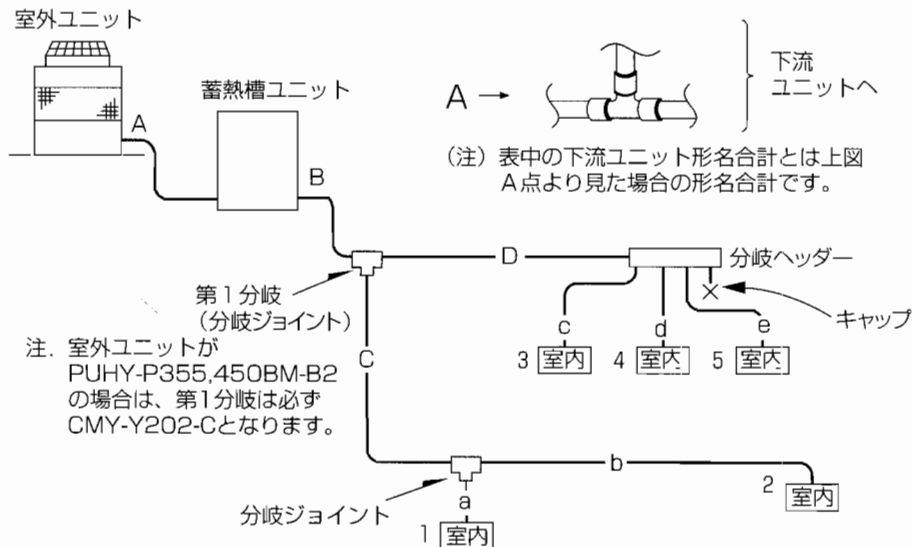 室外ユニット
蓄熱槽ユニット
A
B
A
下流
ユニットへ
(注) 表中の下流ユニット形名合計とは上図
A点より見た場合の形名合計です。
D
分岐ヘッダー
第1分岐
(分岐ジョイント)
キャップ
c
d
e
3 室内
4 室内
5 室内
C
注. 室外ユニットが
PUHY-P355,450BM-B2
の場合は、第1分岐は必ず
CMY-Y202-Cとなります。
b
2 室内
分岐ジョイント
a
1 室内